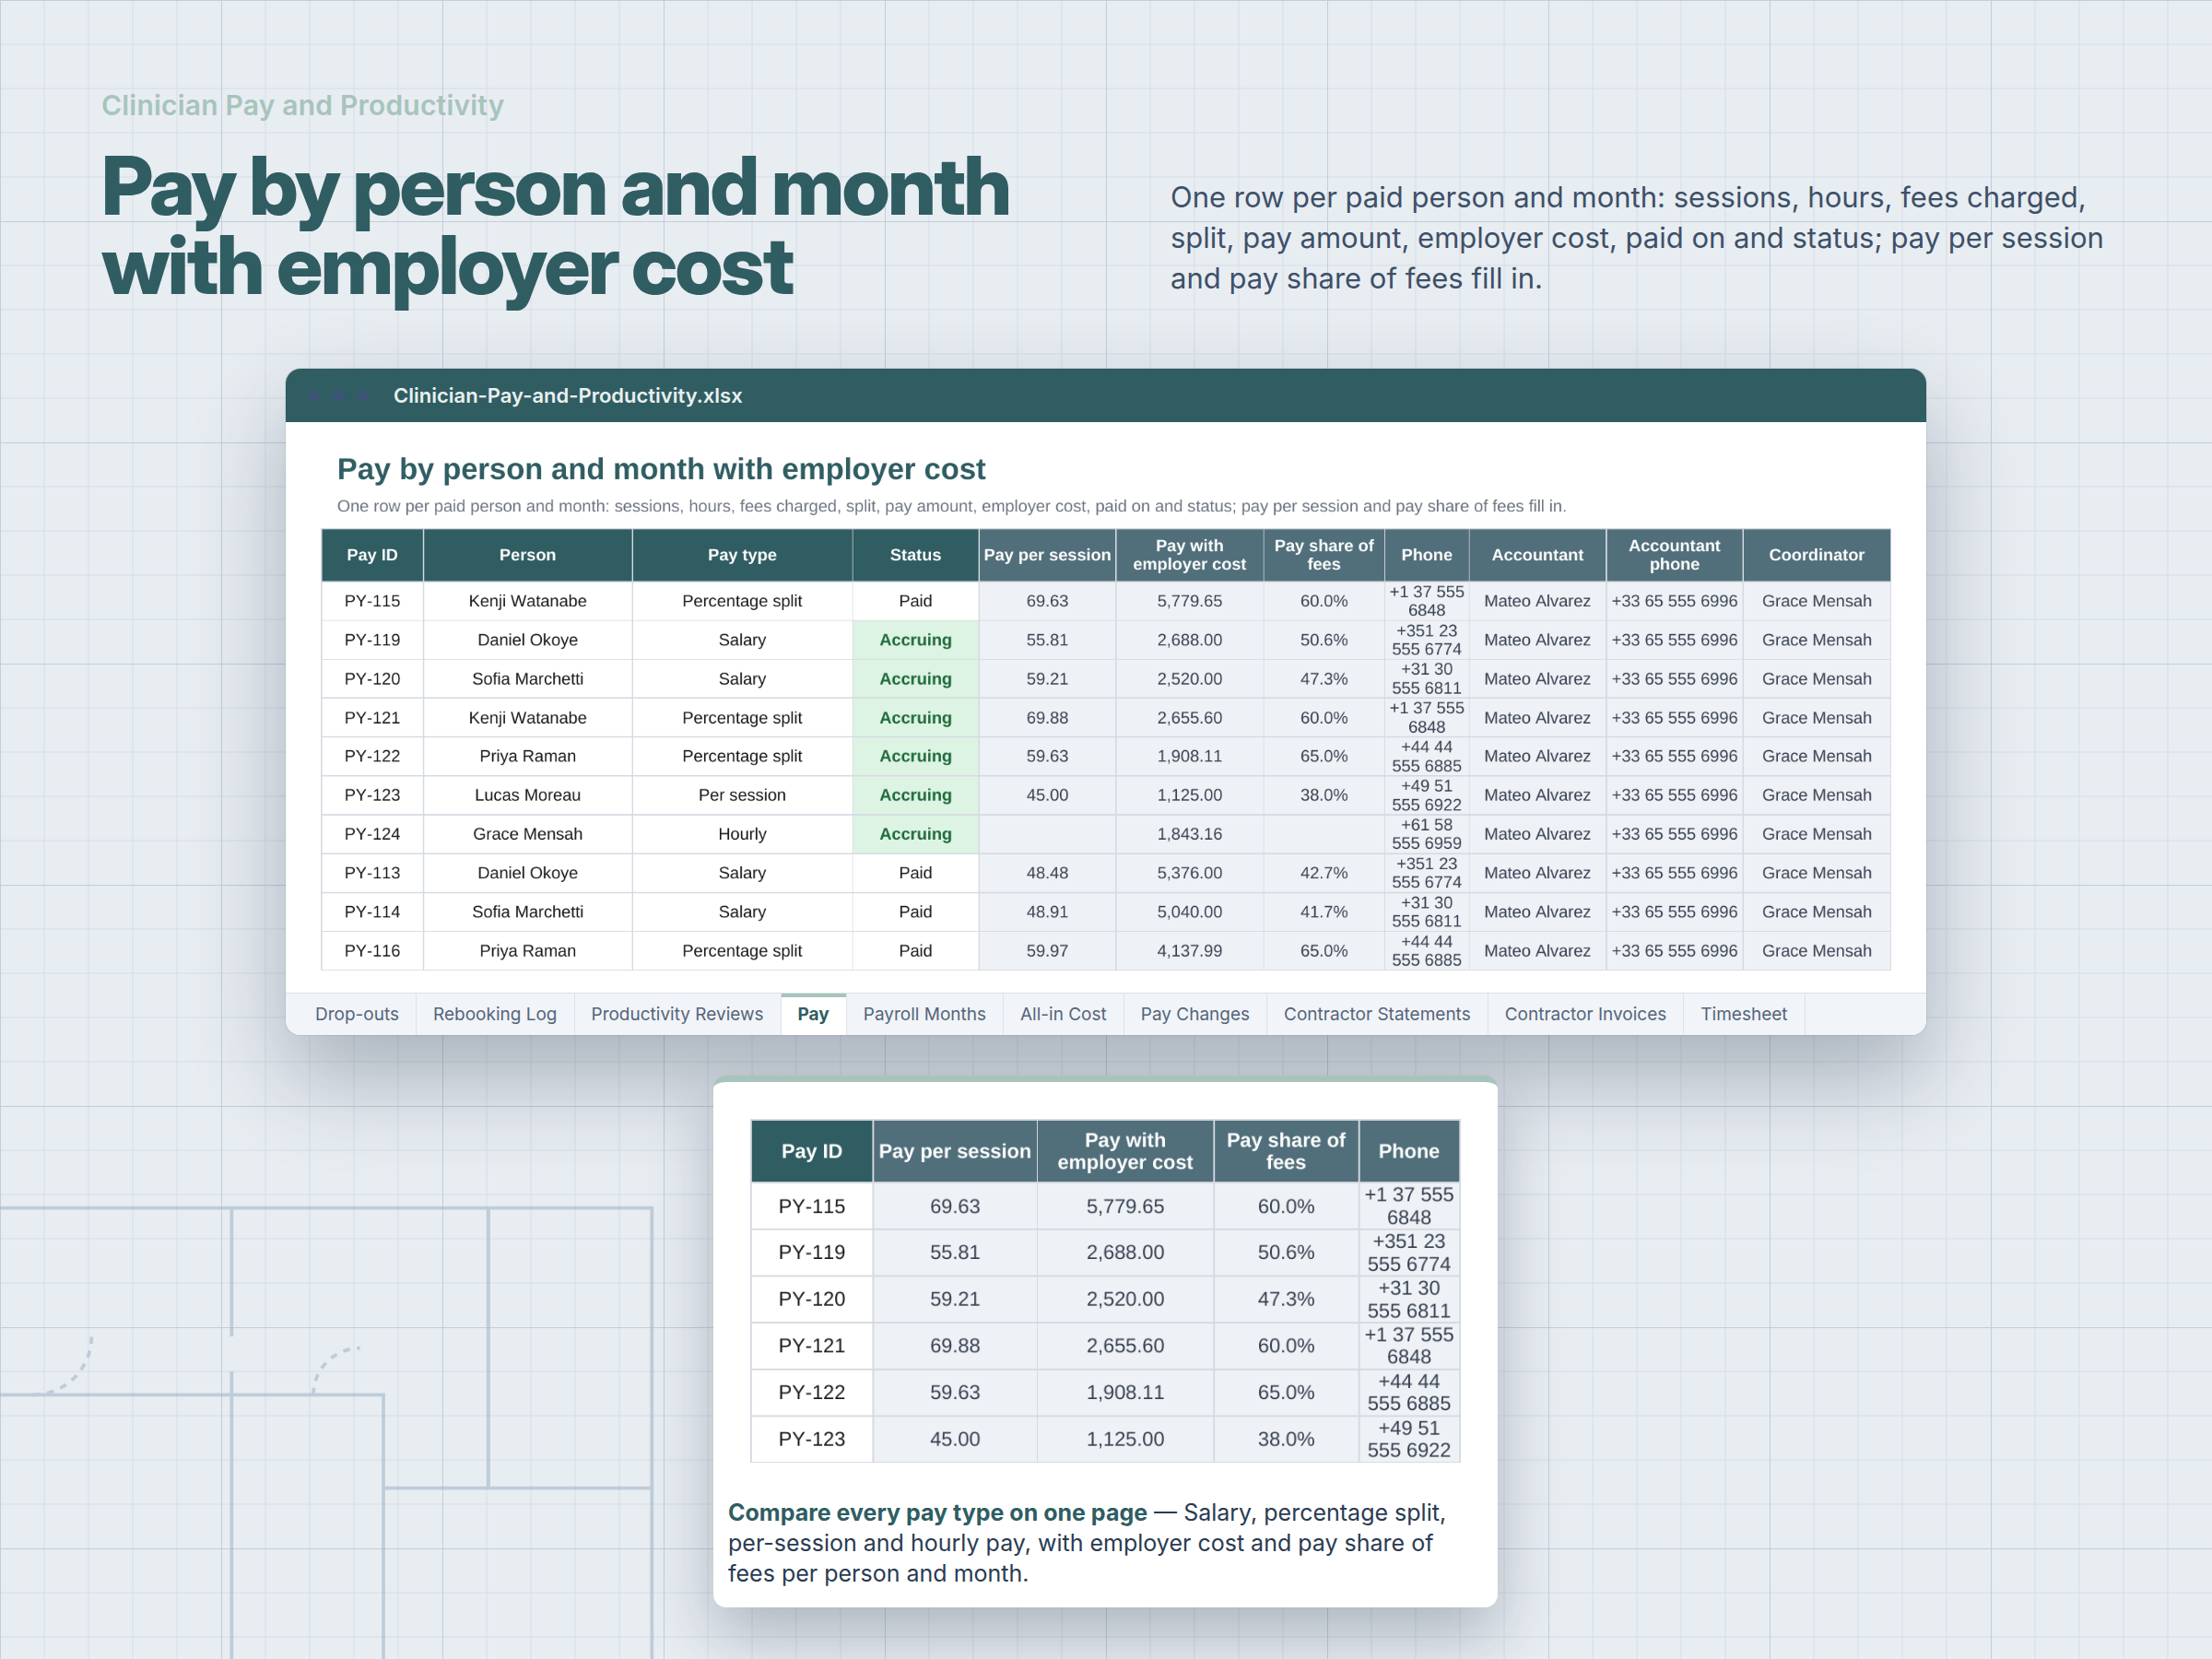 Clinician Pay and Productivity
Pay by person and month
with employer cost
One row per paid person and month: sessions, hours, fees charged,
split, pay amount, employer cost, paid on and status; pay per session
and pay share of fees fill in.
Clinician-Pay-and-Productivity.xlsx
Pay by person and month with employer cost
One row per paid person and month: sessions, hours, fees charged, split, pay amount, employer cost, paid on and status; pay per session and pay share of fees fill in.
Pay ID Person Pay type Status Pay per session Pay with employer cost Pay share of fees Phone Accountant Accountant phone Coordinator
PY-115 Kenji Watanabe Percentage split Paid 69.63 5,779.65 60.0% +1 37 555 6848 Mateo Alvarez +33 65 555 6996 Grace Mensah
PY-119 Daniel Okoye Salary Accruing 55.81 2,688.00 50.6% +351 23 555 6774 Mateo Alvarez +33 65 555 6996 Grace Mensah
PY-120 Sofia Marchetti Salary Accruing 59.21 2,520.00 47.3% +31 30 555 6811 Mateo Alvarez +33 65 555 6996 Grace Mensah
PY-121 Kenji Watanabe Percentage split Accruing 69.88 2,655.60 60.0% +1 37 555 6848 Mateo Alvarez +33 65 555 6996 Grace Mensah
PY-122 Priya Raman Percentage split Accruing 59.63 1,908.11 65.0% +44 44 555 6885 Mateo Alvarez +33 65 555 6996 Grace Mensah
PY-123 Lucas Moreau Per session Accruing 45.00 1,125.00 38.0% +49 51 555 6922 Mateo Alvarez +33 65 555 6996 Grace Mensah
PY-124 Grace Mensah Hourly Accruing 1,843.16 +61 58 555 6959 Mateo Alvarez +33 65 555 6996 Grace Mensah
PY-113 Daniel Okoye Salary Paid 48.48 5,376.00 42.7% +351 23 555 6774 Mateo Alvarez +33 65 555 6996 Grace Mensah
PY-114 Sofia Marchetti Salary Paid 48.91 5,040.00 41.7% +31 30 555 6811 Mateo Alvarez +33 65 555 6996 Grace Mensah
PY-116 Priya Raman Percentage split Paid 59.97 4,137.99 65.0% +44 44 555 6885 Mateo Alvarez +33 65 555 6996 Grace Mensah
Drop-outs Rebooking Log Productivity Reviews Pay Payroll Months All-in Cost Pay Changes Contractor Statements Contractor Invoices Timesheet
Pay ID Pay per session Pay with employer cost Pay share of fees Phone
PY-115 69.63 5,779.65 60.0% +1 37 555 6848
PY-119 55.81 2,688.00 50.6% +351 23 555 6774
PY-120 59.21 2,520.00 47.3% +31 30 555 6811
PY-121 69.88 2,655.60 60.0% +1 37 555 6848
PY-122 59.63 1,908.11 65.0% +44 44 555 6885
PY-123 45.00 1,125.00 38.0% +49 51 555 6922
Compare every pay type on one page — Salary, percentage split,
per-session and hourly pay, with employer cost and pay share of
fees per person and month.